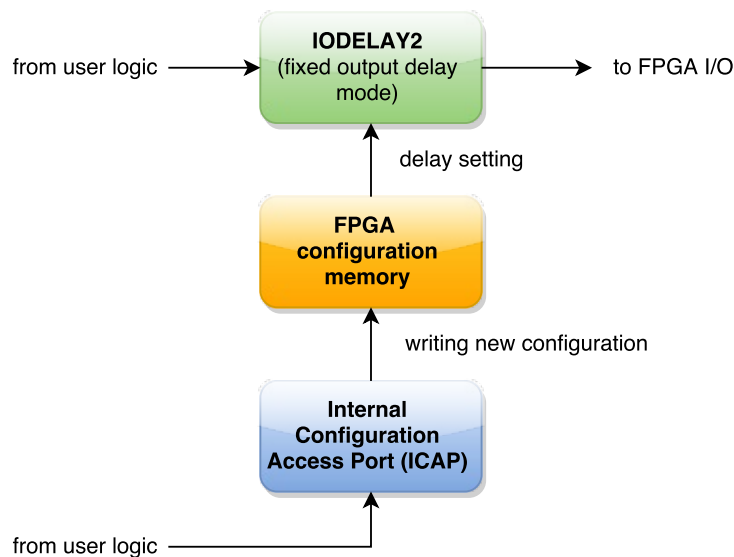 IODELAY2
(fixed output delay
mode)
from user logic
to FPGA I/O
delay setting
FPGA
configuration
memory
writing new configuration
Internal
Configuration
Access Port (ICAP)
from user logic